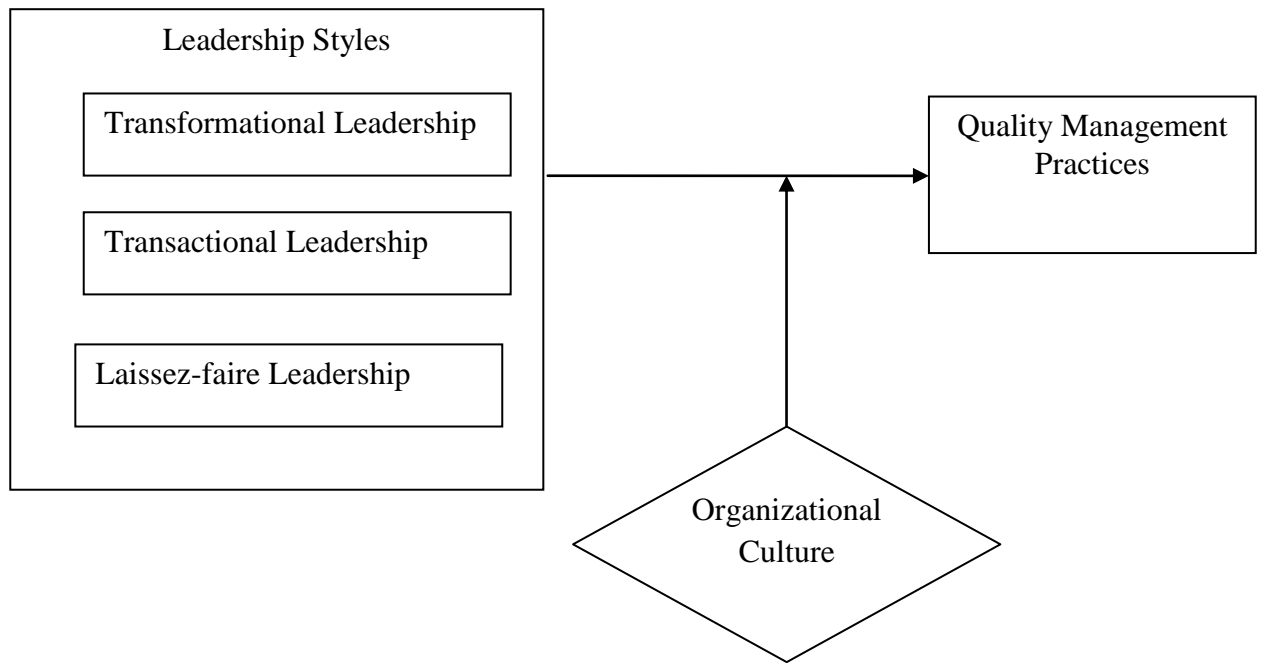 Leadership Styles
Transformational Leadership
Transactional Leadership
Laissez-faire Leadership
Quality Management
Practices
Organizational
Culture